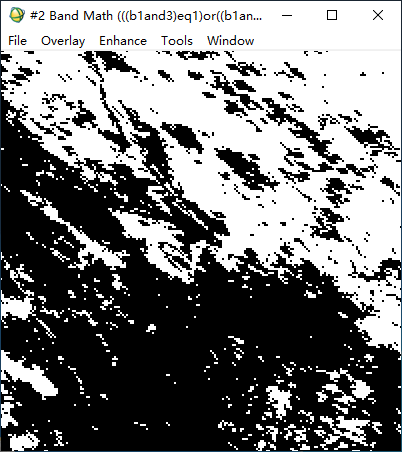 #2 Band Math (((b1and3)eq1)or((b1an...
File Overlay Enhance Tools Window